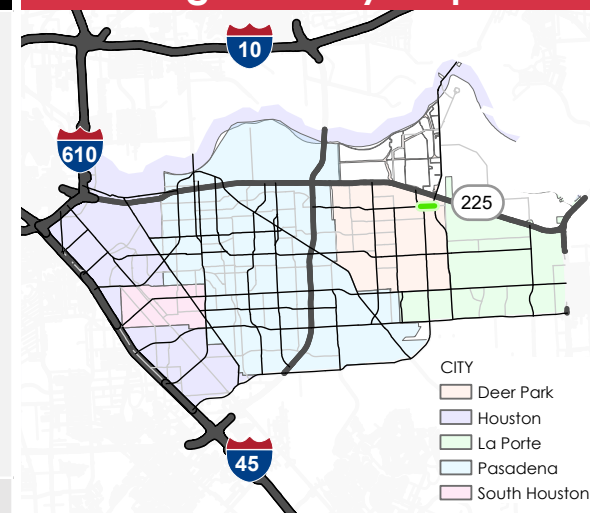 10
610
225
CITY
Deer Park
Houston
La Porte
Pasadena
South Houston
45